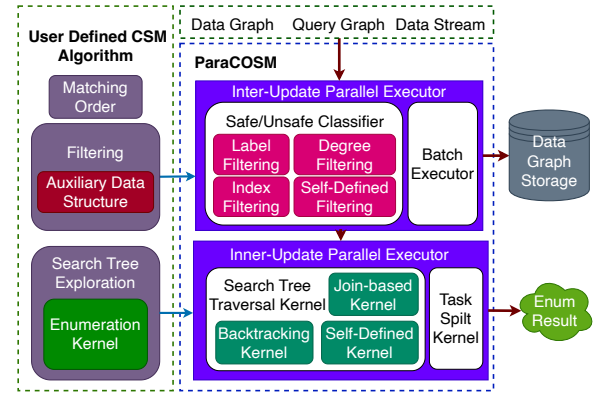 Data Graph Query Graph Data Stream
User Defined CSM
Algorithm
Matching
Order
Filtering
Auxiliary Data
Structure
Search Tree
Exploration
Enumeration
Kernel
ParaCOSM
Inter-Update Parallel Executor
Safe/Unsafe Classifier
Label
Filtering
Degree
Filtering
Index
Filtering
Self-Defined
Filtering
Batch
Executor
Data
Graph
Storage
Inner-Update Parallel Executor
Search Tree
Traversal Kernel
Join-based
Kernel
Backtracking
Kernel
Self-Defined
Kernel
Task
Spilt
Kernel
Enum
Result